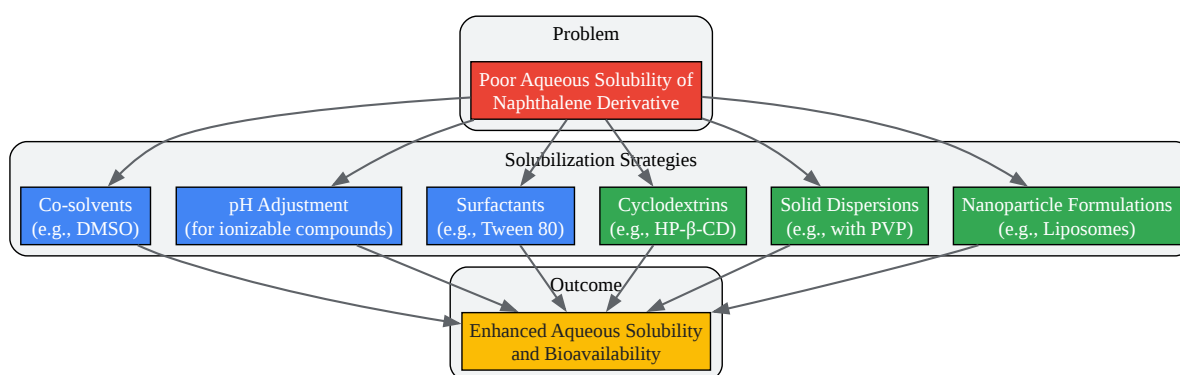 Problem
Poor Aqueous Solubility of
Naphthalene Derivative
Solubilization Strategies
Co-solvents
(e.g., DMSO)
pH Adjustment
(for ionizable compounds)
Surfactants
(e.g., Tween 80)
Cyclodextrins
(e.g., HP-β-CD)
Solid Dispersions
(e.g., with PVP)
Nanoparticle Formulations
(e.g., Liposomes)
Outcome
Enhanced Aqueous Solubility
and Bioavailability